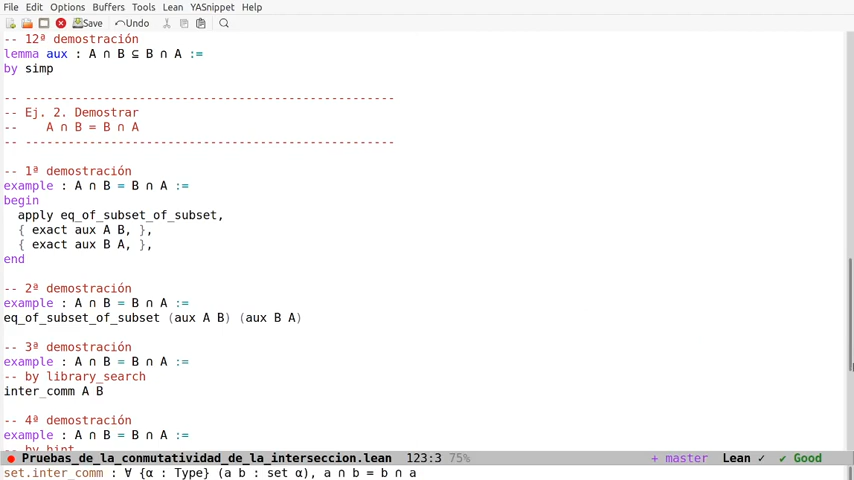 File Edit Options Buffers Tools Lean YASnippet Help
Save Undo
-- 12ª demostración
lemma aux : A ∩ B ⊆ B ∩ A :=
by simp
-- ---------------------------------------------------
-- Ej. 2. Demostrar
--    A ∩ B = B ∩ A
-- ---------------------------------------------------
-- 1ª demostración
example : A ∩ B = B ∩ A :=
begin
  apply eq_of_subset_of_subset,
  { exact aux A B, },
  { exact aux B A, },
end
-- 2ª demostración
example : A ∩ B = B ∩ A :=
eq_of_subset_of_subset (aux A B) (aux B A)
-- 3ª demostración
example : A ∩ B = B ∩ A :=
-- by library_search
inter_comm A B
-- 4ª demostración
example : A ∩ B = B ∩ A :=
-- by hint
Pruebas_de_la_conmutatividad_de_la_interseccion.lean 123:3 75% + master Lean ✓ ✔ Good
set.inter_comm : ∀ {α : Type} (a b : set α), a ∩ b = b ∩ a